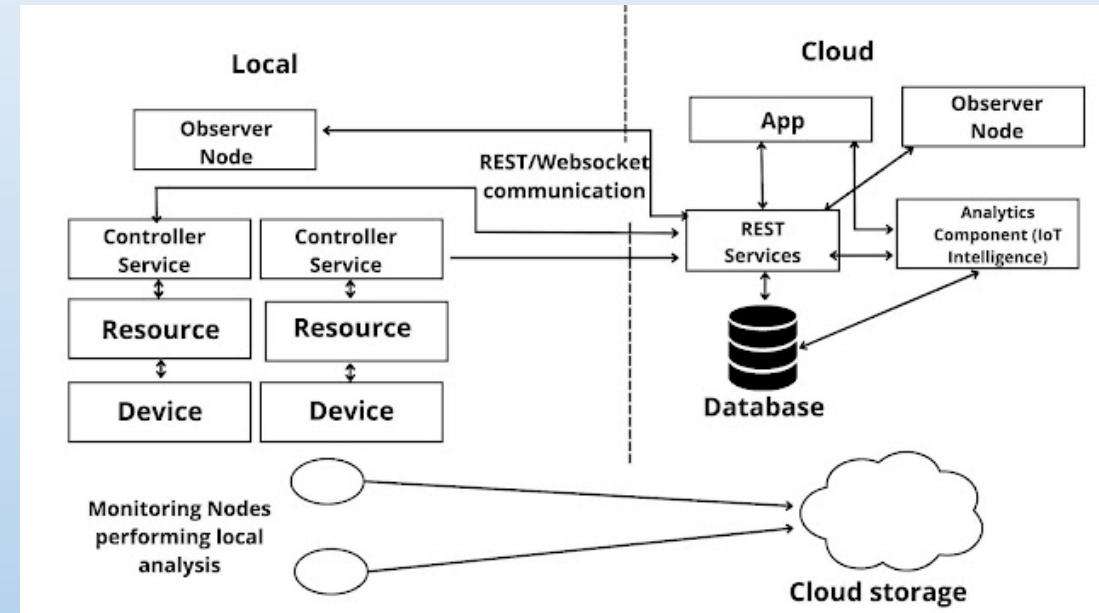 Local
Cloud
Observer
Node
App
Observer
Node
REST/Websocket
communication
Controller
Service
Controller
Service
REST
Services
Analytics
Component (IoT
Intelligence)
Resource
Resource
Device
Device
Database
Monitoring Nodes
performing local
analysis
Cloud storage